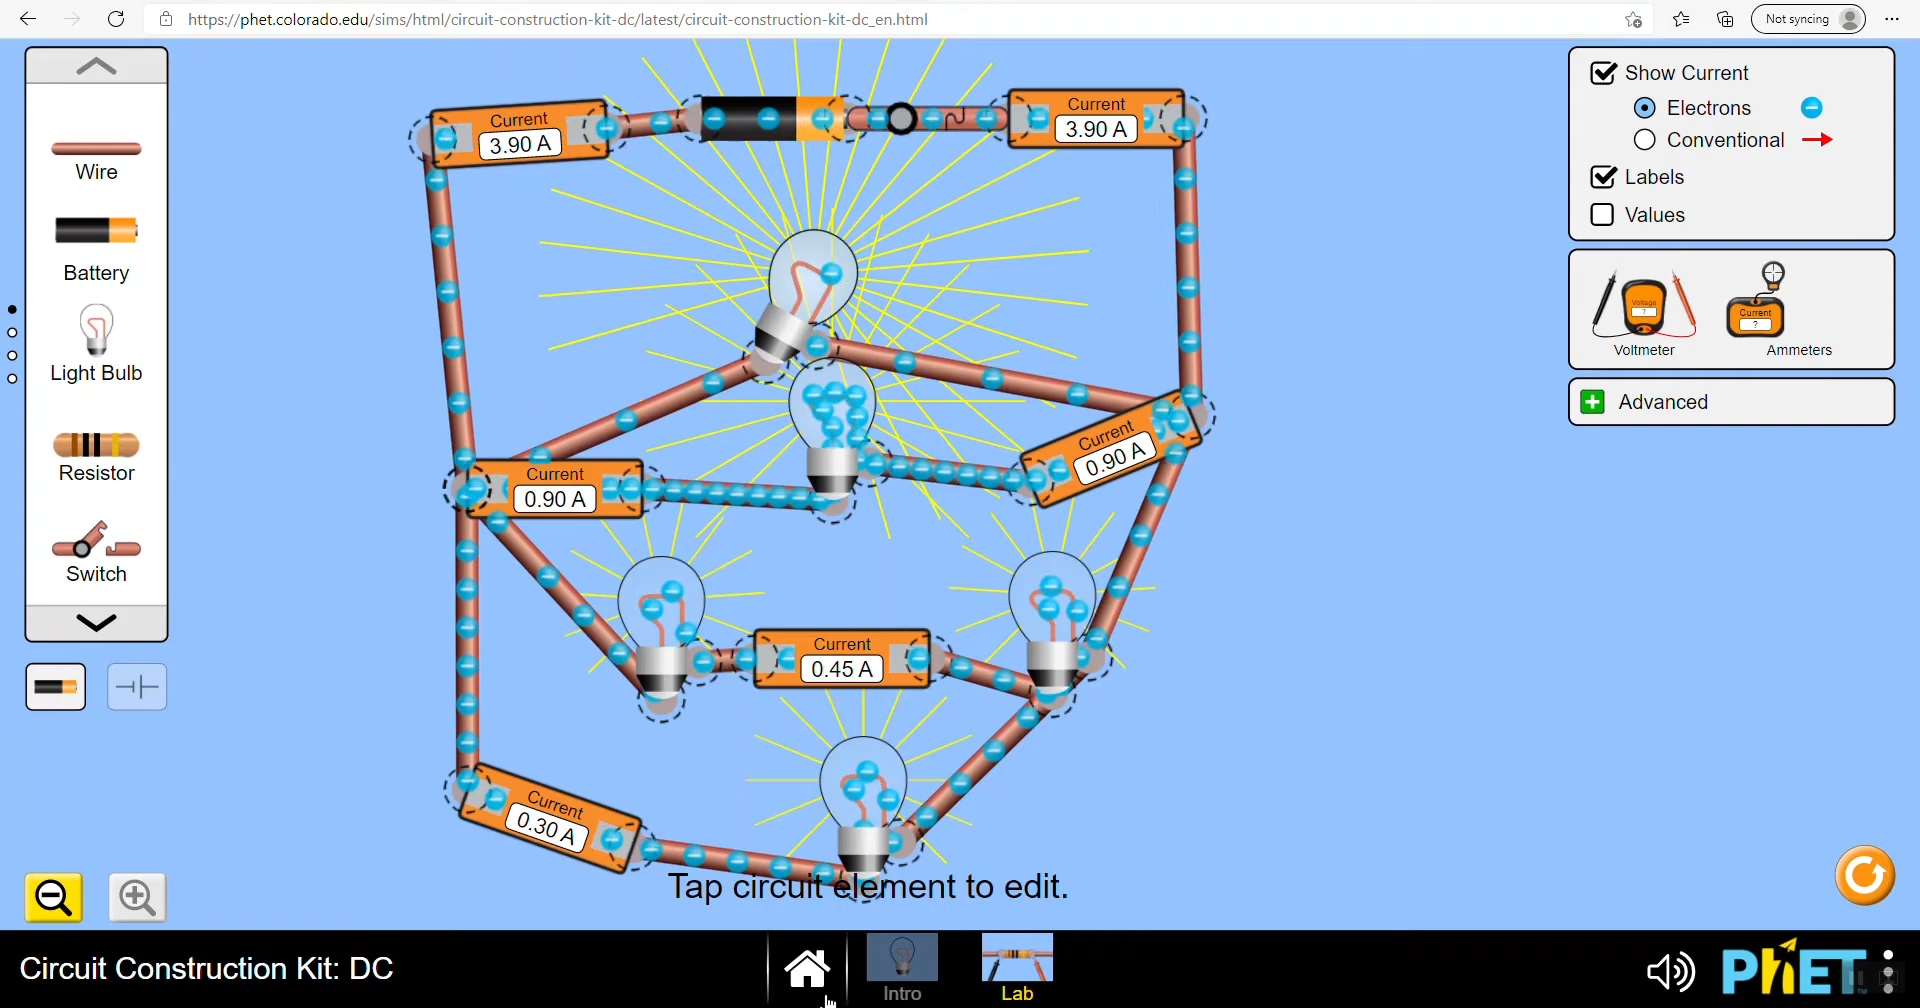 https://phet.colorado.edu/sims/html/circuit-construction-kit-dc/latest/circuit-construction-kit-dc_en.html
Not syncing
Wire
Battery
Light Bulb
Resistor
Switch
Current
3.90 A
Current
3.90 A
Current
0.90 A
Current
0.90 A
Current
0.45 A
Current
0.30 A
Tap circuit element to edit.
Show Current
Electrons
Conventional
Labels
Values
Voltage
?
Current
?
Voltmeter
Ammeters
Advanced
Circuit Construction Kit: DC
Intro
Lab
PhET